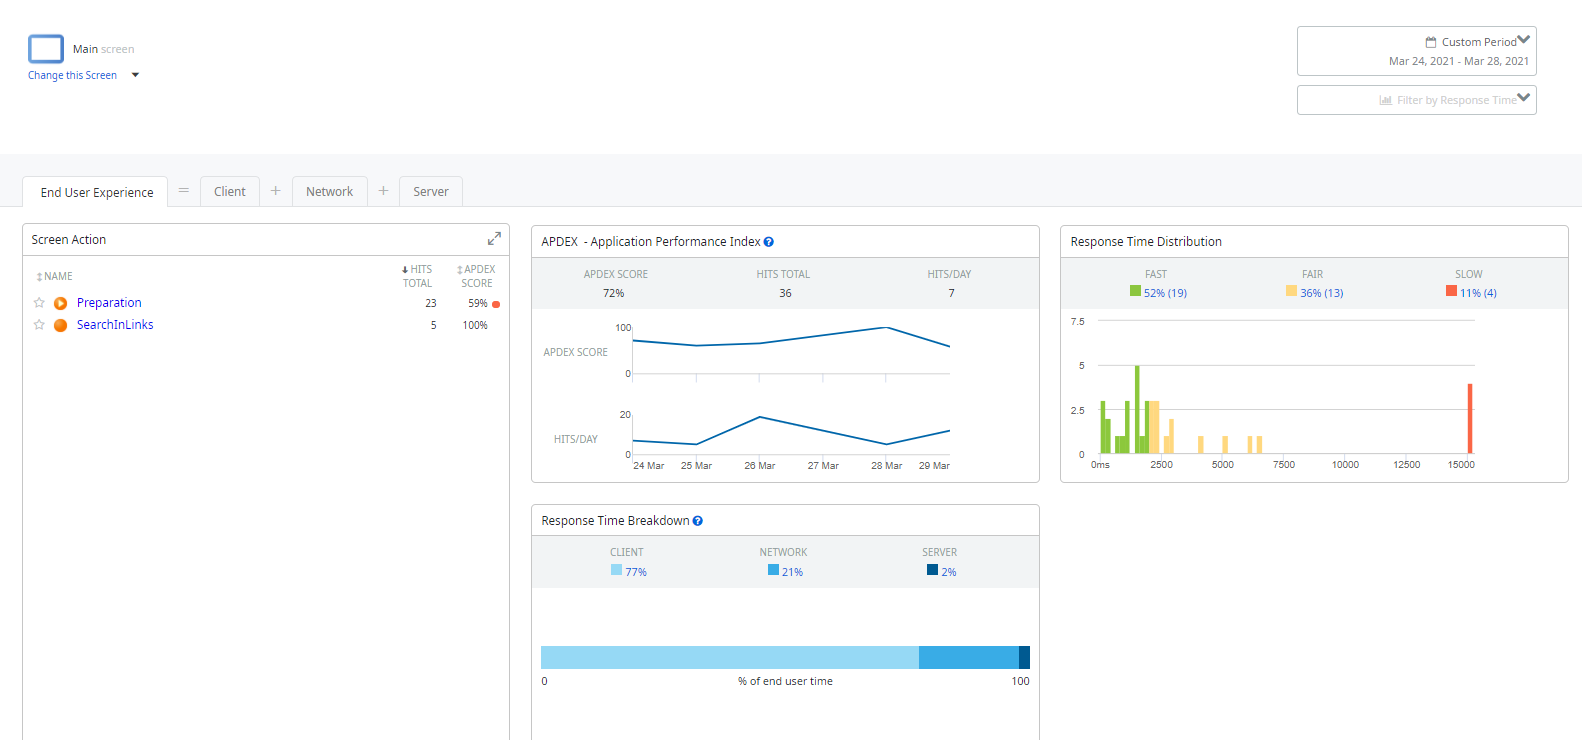 Main screen
Change this Screen
Custom Period
Mar 24, 2021 - Mar 28, 2021
Filter by Response Time
End User Experience = Client + Network + Server
Screen Action
NAME HITS TOTAL APDEX SCORE
Preparation 23 59%
SearchInLinks 5 100%
APDEX - Application Performance Index ?
APDEX SCORE HITS TOTAL HITS/DAY
72% 36 7
100
APDEX SCORE
0
20
HITS/DAY
0
24 Mar 25 Mar 26 Mar 27 Mar 28 Mar 29 Mar
Response Time Distribution
FAST FAIR SLOW
52% (19) 36% (13) 11% (4)
7.5
5
2.5
0
0ms 2500 5000 7500 10000 12500 15000
Response Time Breakdown ?
CLIENT NETWORK SERVER
77% 21% 2%
0 % of end user time 100